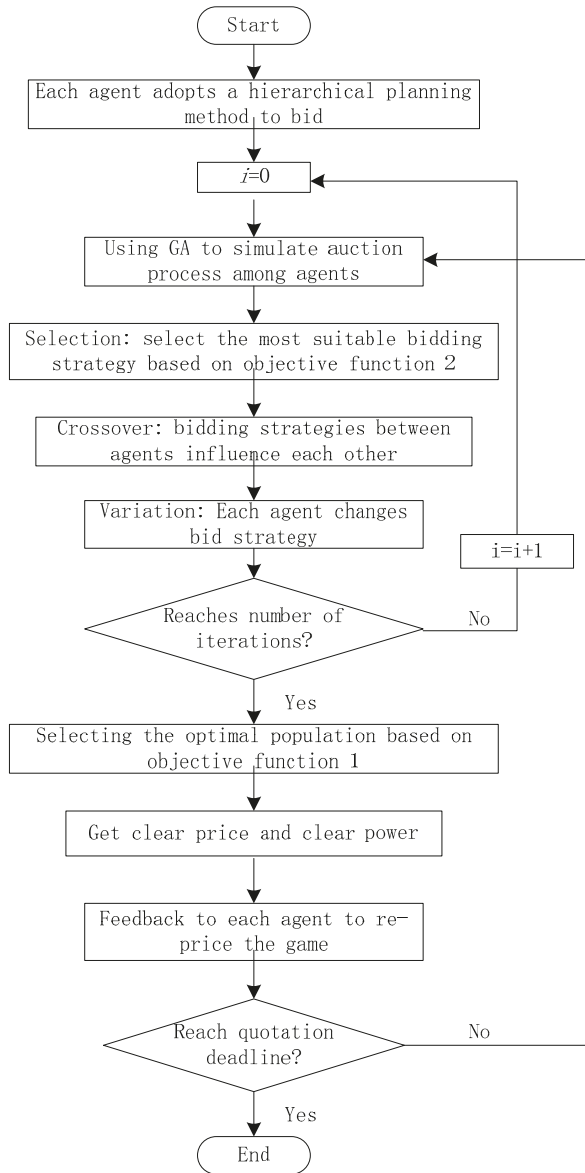 Start
Each agent adopts a hierarchical planning
method to bid
i=0
Using GA to simulate auction
process among agents
Selection: select the most suitable bidding
strategy based on objective function 2
Crossover: bidding strategies between
agents influence each other
Variation: Each agent changes
bid strategy
i=i+1
Reaches number of
iterations?
No
Yes
Selecting the optimal population based on
objective function 1
Get clear price and clear power
Feedback to each agent to re-
price the game
Reach quotation
deadline?
No
Yes
End